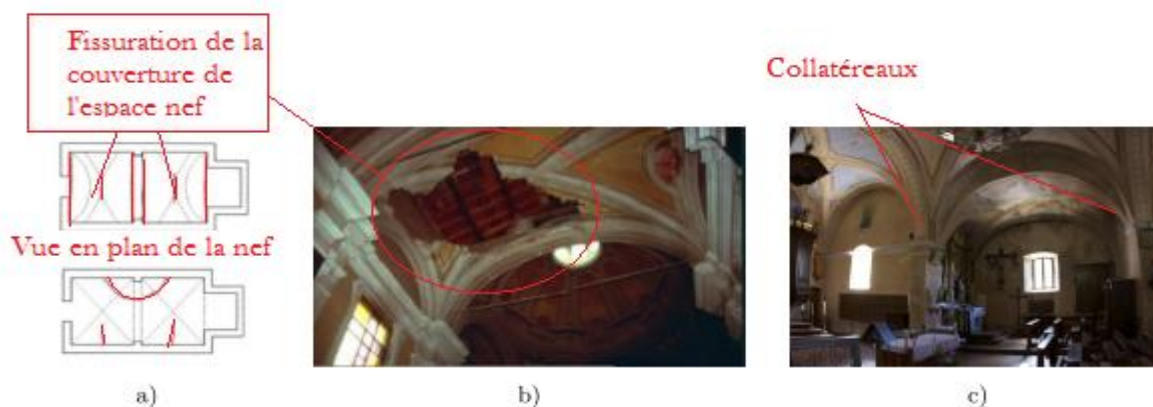 Fissuration de la
couverture de
l'espace nef
Vue en plan de la nef
Collatéreaux
a)
b)
c)